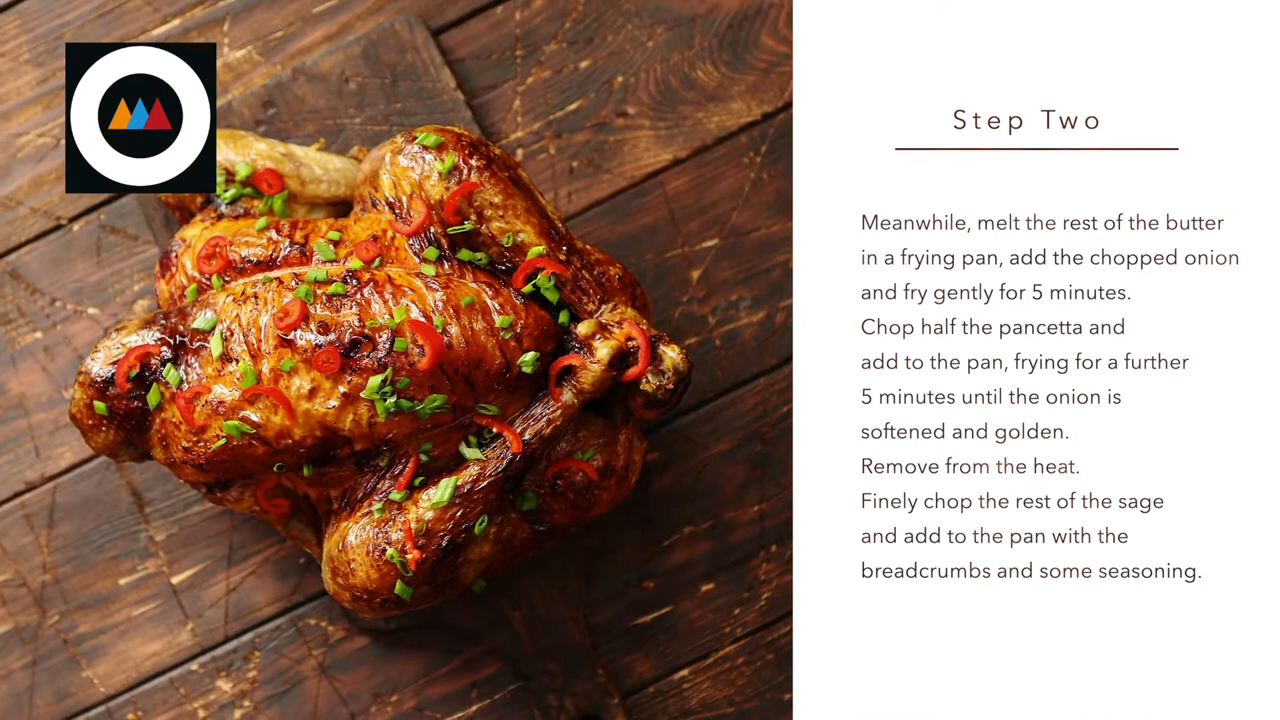 Step Two
Meanwhile, melt the rest of the butter
in a frying pan, add the chopped onion
and fry gently for 5 minutes.
Chop half the pancetta and
add to the pan, frying for a further
5 minutes until the onion is
softened and golden.
Remove from the heat.
Finely chop the rest of the sage
and add to the pan with the
breadcrumbs and some seasoning.